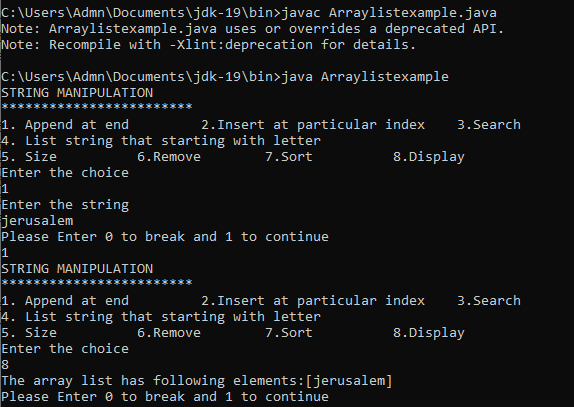 C:\Users\Admn\Documents\jdk-19\bin>javac Arraylistexample.java
Note: Arraylistexample.java uses or overrides a deprecated API.
Note: Recompile with -Xlint:deprecation for details.
C:\Users\Admn\Documents\jdk-19\bin>java Arraylistexample
STRING MANIPULATION
************************
1. Append at end         2.Insert at particular index    3.Search
4. List string that starting with letter
5. Size          6.Remove        7.Sort          8.Display
Enter the choice
1
Enter the string
jerusalem
Please Enter 0 to break and 1 to continue
1
STRING MANIPULATION
************************
1. Append at end         2.Insert at particular index    3.Search
4. List string that starting with letter
5. Size          6.Remove        7.Sort          8.Display
Enter the choice
8
The array list has following elements:[jerusalem]
Please Enter 0 to break and 1 to continue